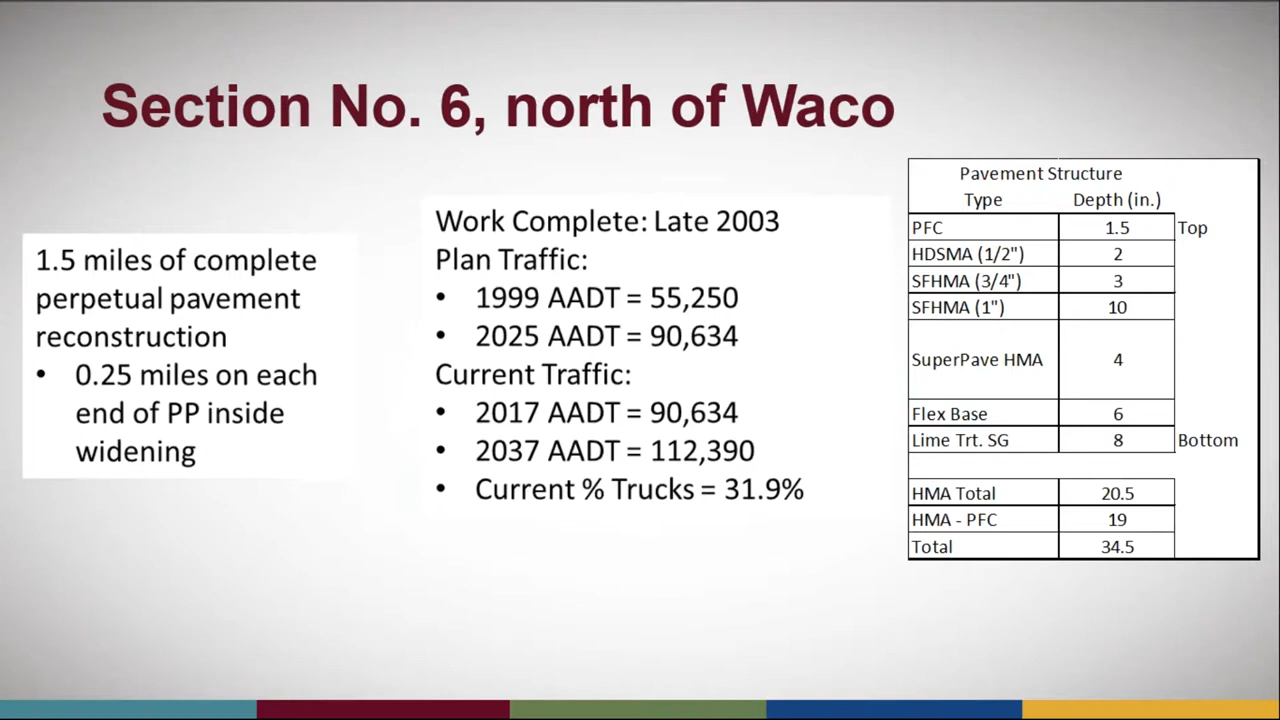 Section No. 6, north of Waco
1.5 miles of complete
perpetual pavement
reconstruction
• 0.25 miles on each
end of PP inside
widening
Work Complete: Late 2003
Plan Traffic:
• 1999 AADT = 55,250
• 2025 AADT = 90,634
Current Traffic:
• 2017 AADT = 90,634
• 2037 AADT = 112,390
• Current % Trucks = 31.9%
Pavement Structure
Type Depth (in.)
PFC 1.5 Top
HDSMA (1/2") 2
SFHMA (3/4") 3
SFHMA (1") 10
SuperPave HMA 4
Flex Base 6
Lime Trt. SG 8 Bottom
HMA Total 20.5
HMA - PFC 19
Total 34.5